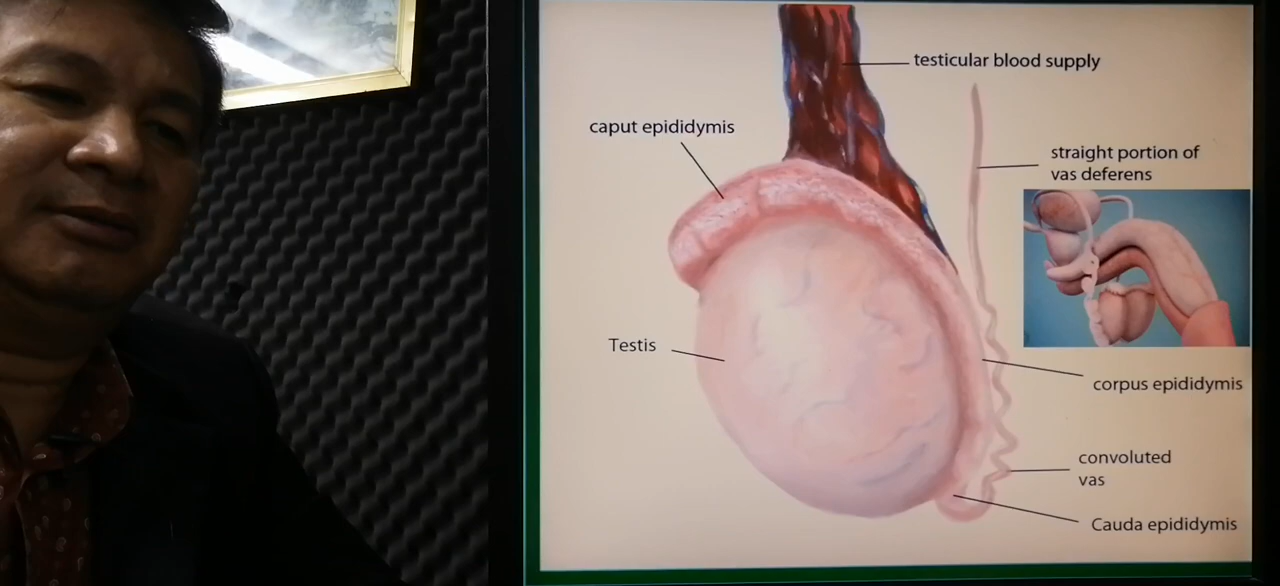 testicular blood supply
caput epididymis
straight portion of
vas deferens
Testis
corpus epididymis
convoluted
vas
Cauda epididymis